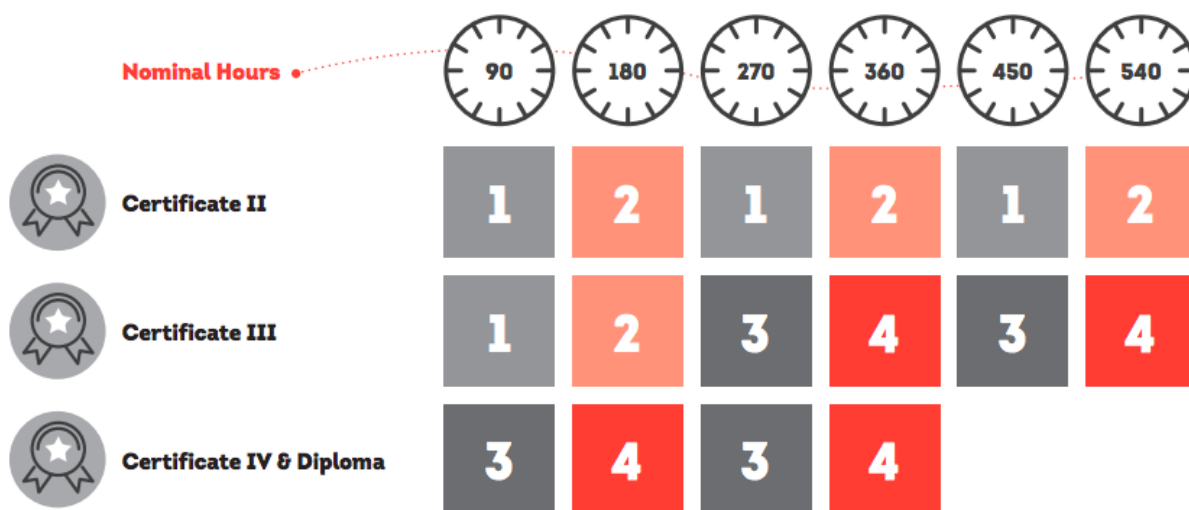 Nominal Hours 90 180 270 360 450 540
Certificate II 1 2 1 2 1 2
Certificate III 1 2 3 4 3 4
Certificate IV & Diploma 3 4 3 4